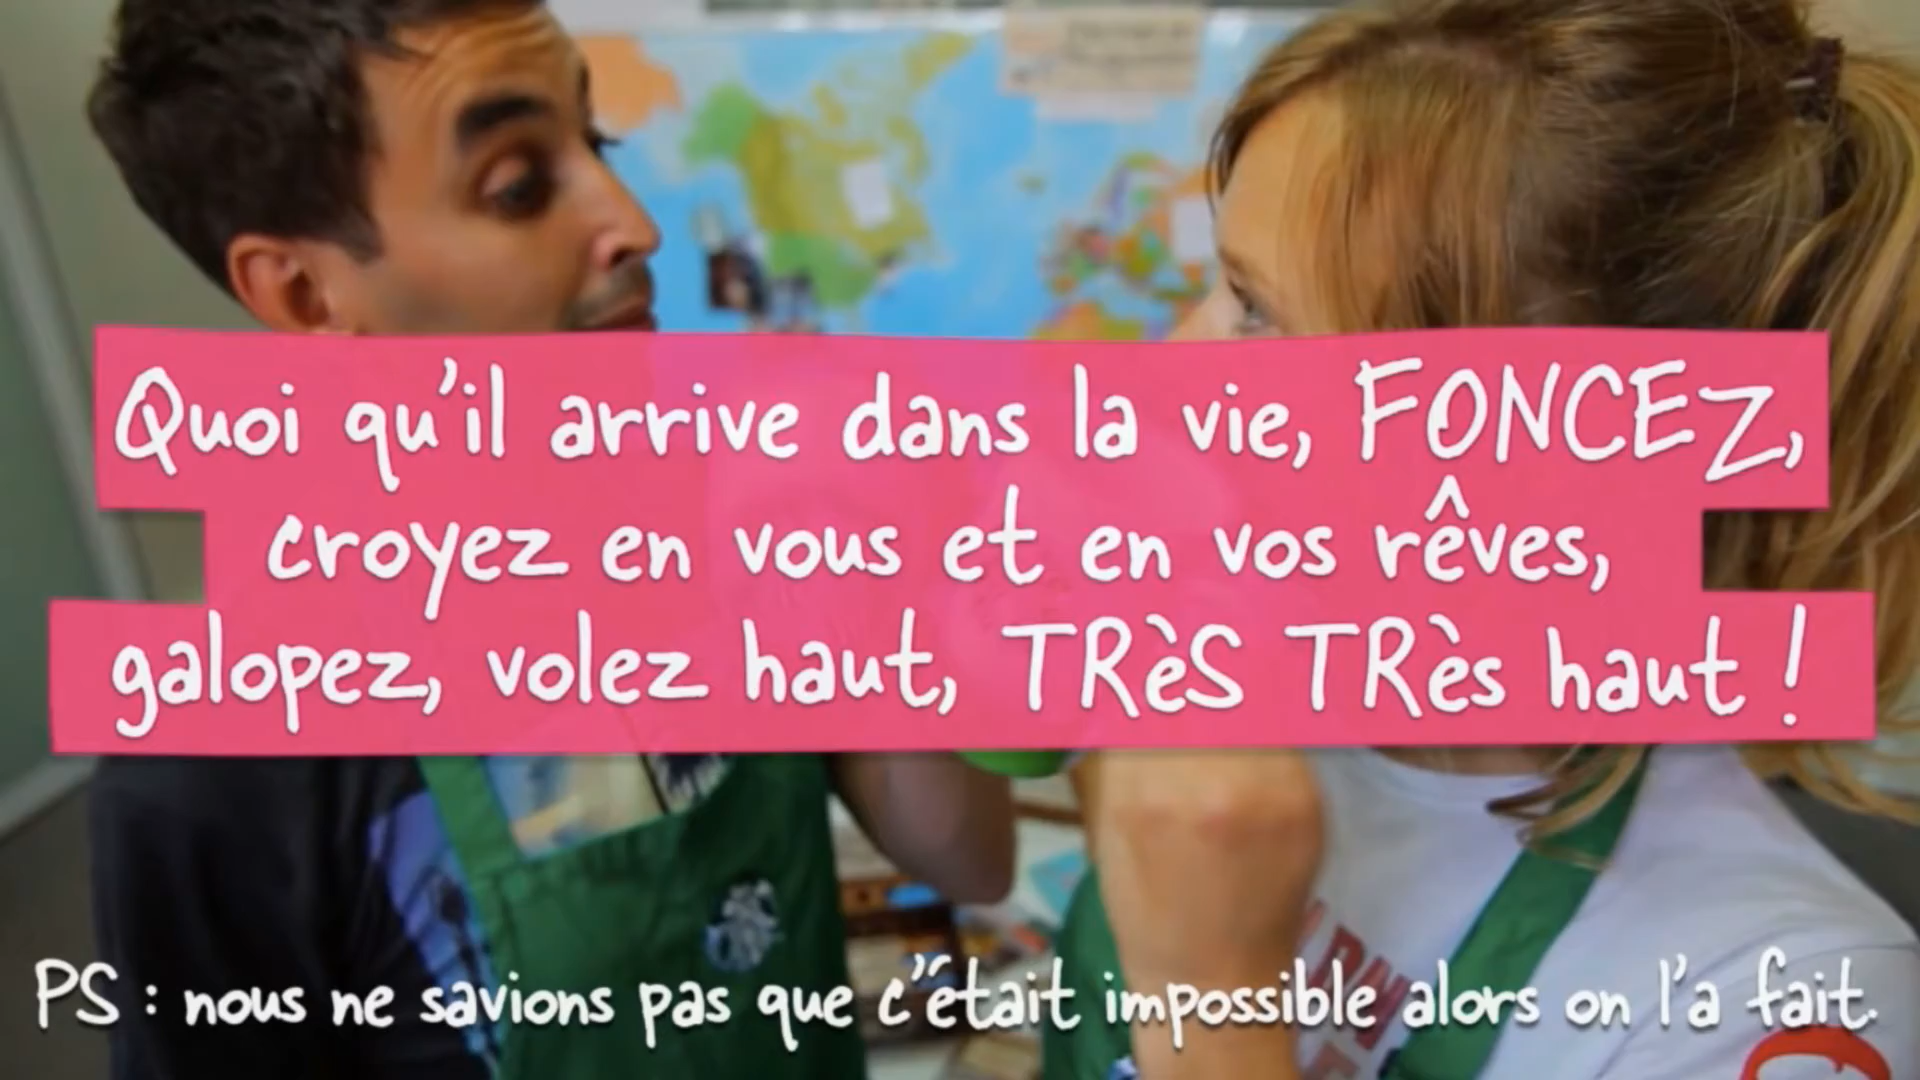 Quoi qu'il arrive dans la vie, FONCEZ,
croyez en vous et en vos rêves,
galopez, volez haut, TRèS TRès haut !
PS : nous ne savions pas que c'était impossible alors on l'a fait.